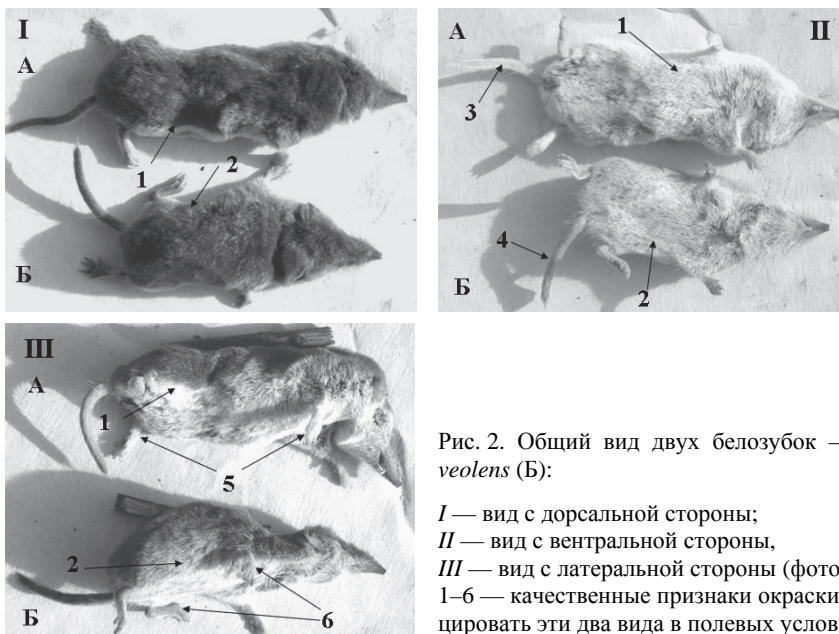 I
А
1
2
Б
А
1
II
3
4
2
Б
III
А
1
5
2
6
Б
Рис. 2. Общий вид двух белозубок –
veolens (Б):
I — вид с дорсальной стороны;
II — вид с вентральной стороны,
III — вид с латеральной стороны (фото
1–6 — качественные признаки окраски
цировать эти два вида в полевых услов